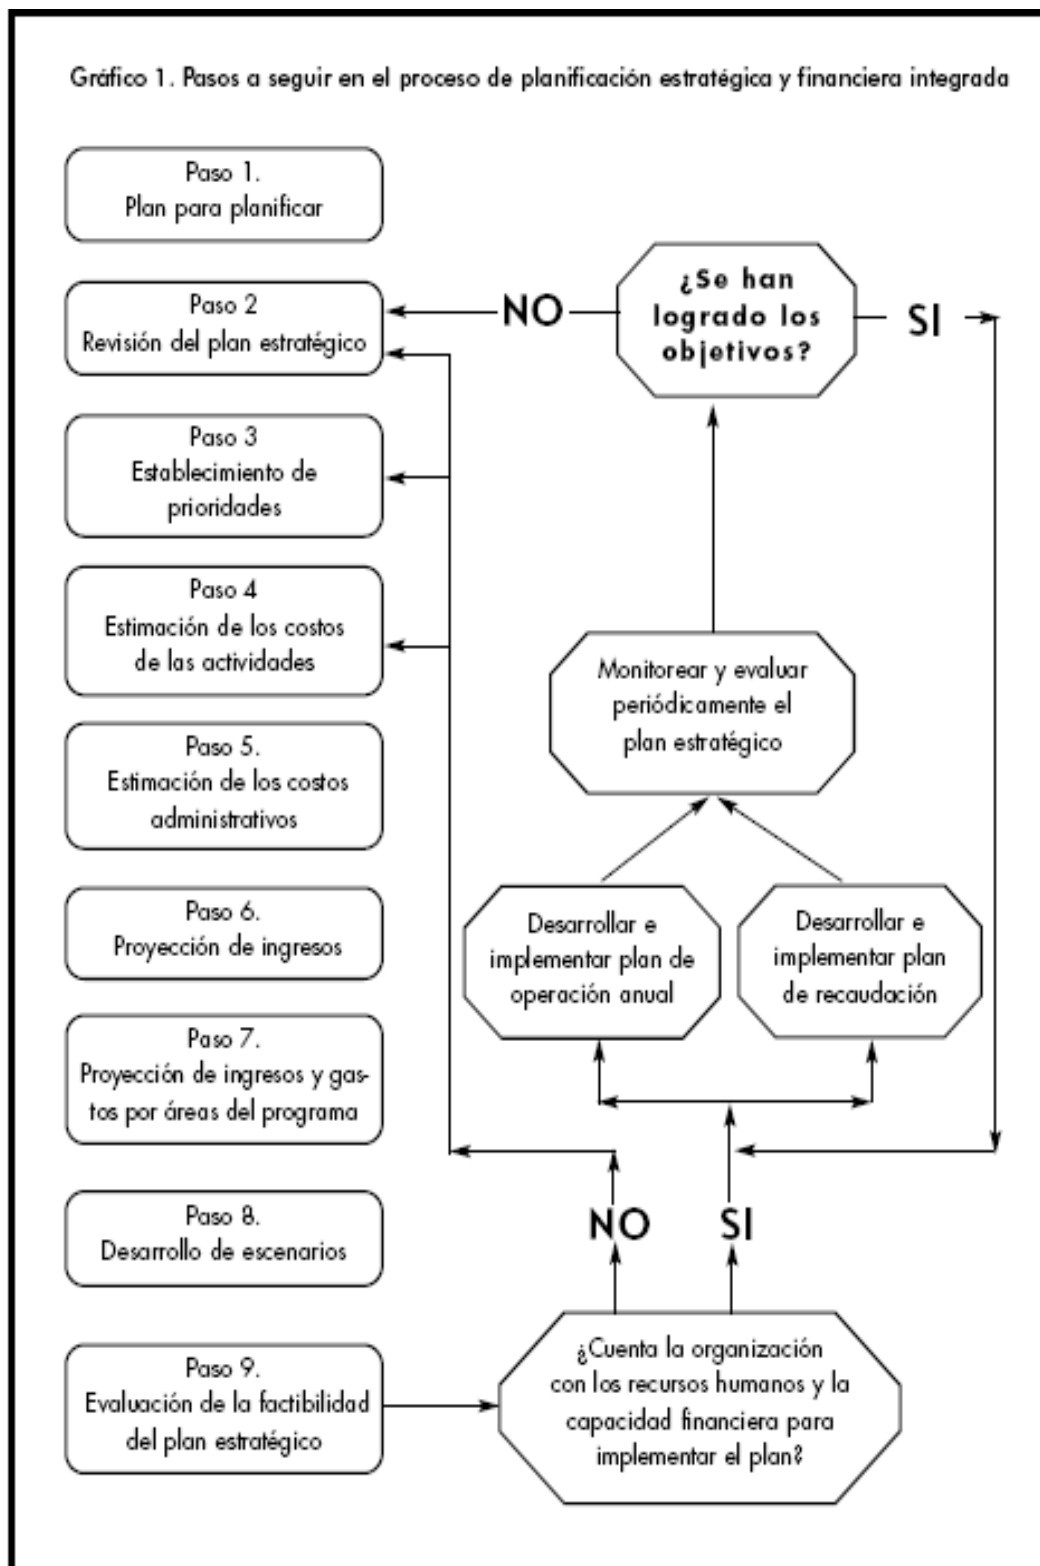 Gráfico 1. Pasos a seguir en el proceso de planificación estratégica y financiera integrada
Paso 1.
Plan para planificar
Paso 2
Revisión del plan estratégico
NO
¿Se han
logrado los
objetivos?
SI
Paso 3
Establecimiento de
prioridades
Paso 4
Estimación de los costos
de las actividades
Monitorear y evaluar
periódicamente el
plan estratégico
Paso 5.
Estimación de los costos
administrativos
Paso 6.
Proyección de ingresos
Desarrollar e
implementar plan de
operación anual
Desarrollar e
implementar plan
de recaudación
Paso 7.
Proyección de ingresos y gas-
tos por áreas del programa
Paso 8.
Desarrollo de escenarios
NO
SI
Paso 9.
Evaluación de la factibilidad
del plan estratégico
¿Cuenta la organización
con los recursos humanos y la
capacidad financiera para
implementar el plan?